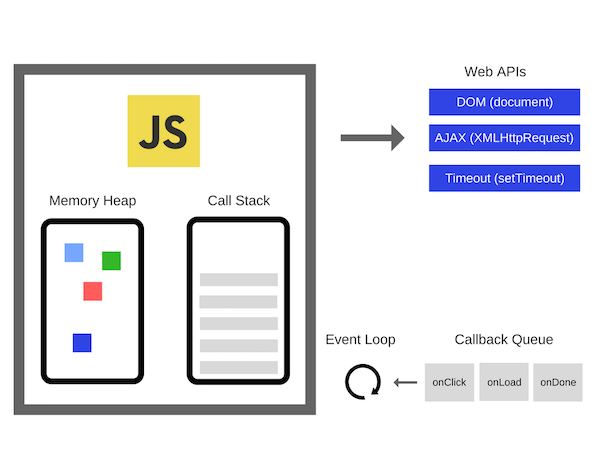 JS
Memory Heap
Call Stack
Web APIs
DOM (document)
AJAX (XMLHttpRequest)
Timeout (setTimeout)
Event Loop
Callback Queue
onClick
onLoad
onDone